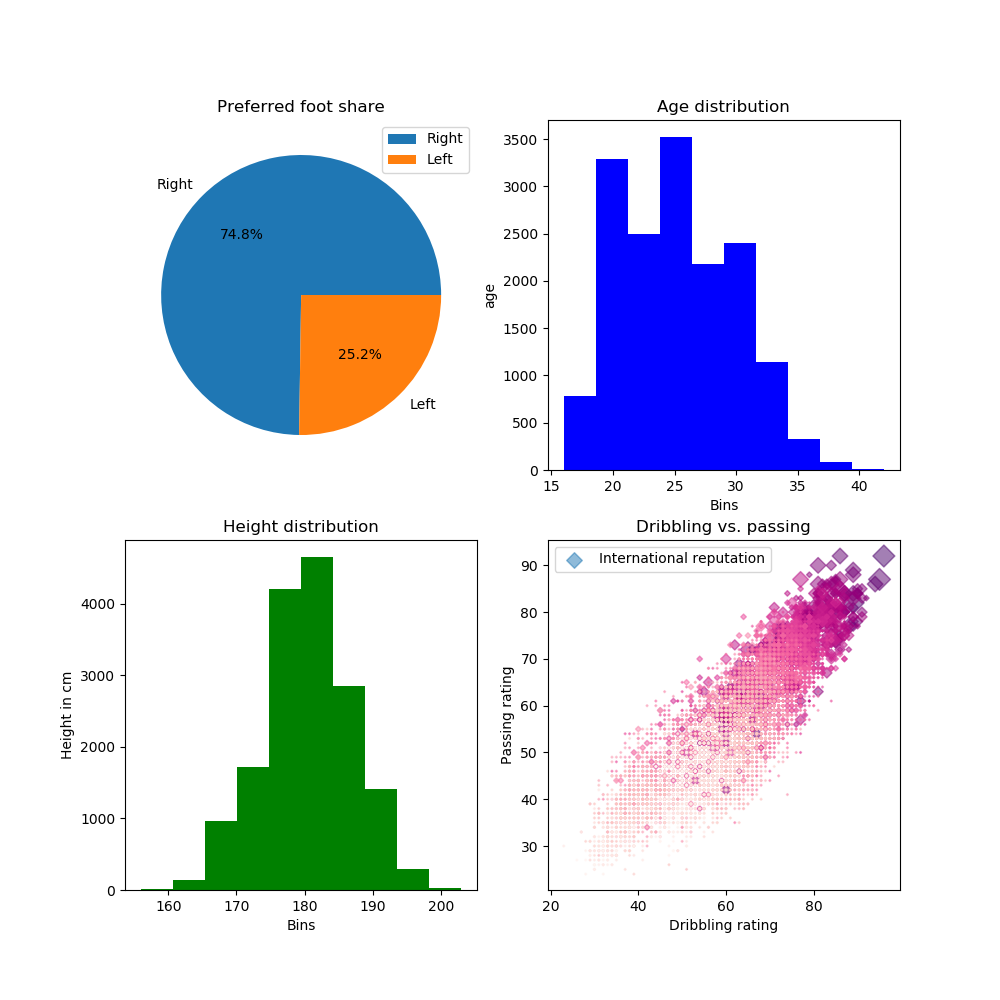 Preferred foot share
Right
Left
Right
74.8%
25.2%
Left
Age distribution
3500
3000
2500
2000
1500
1000
500
0
age
15 20 25 30 35 40
Bins
Height distribution
4000
3000
2000
1000
0
Height in cm
160 170 180 190 200
Bins
Dribbling vs. passing
International reputation
90
80
70
60
50
40
30
Passing rating
20 40 60 80
Dribbling rating